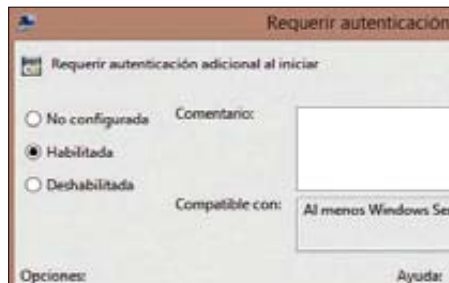 Requerir autenticación
Requerir autenticación adicional al iniciar
No configurada
Comentario:
Habilitada
Deshabilitada
Compatible con:
Al menos Windows Ser
Opciones:
Ayuda: